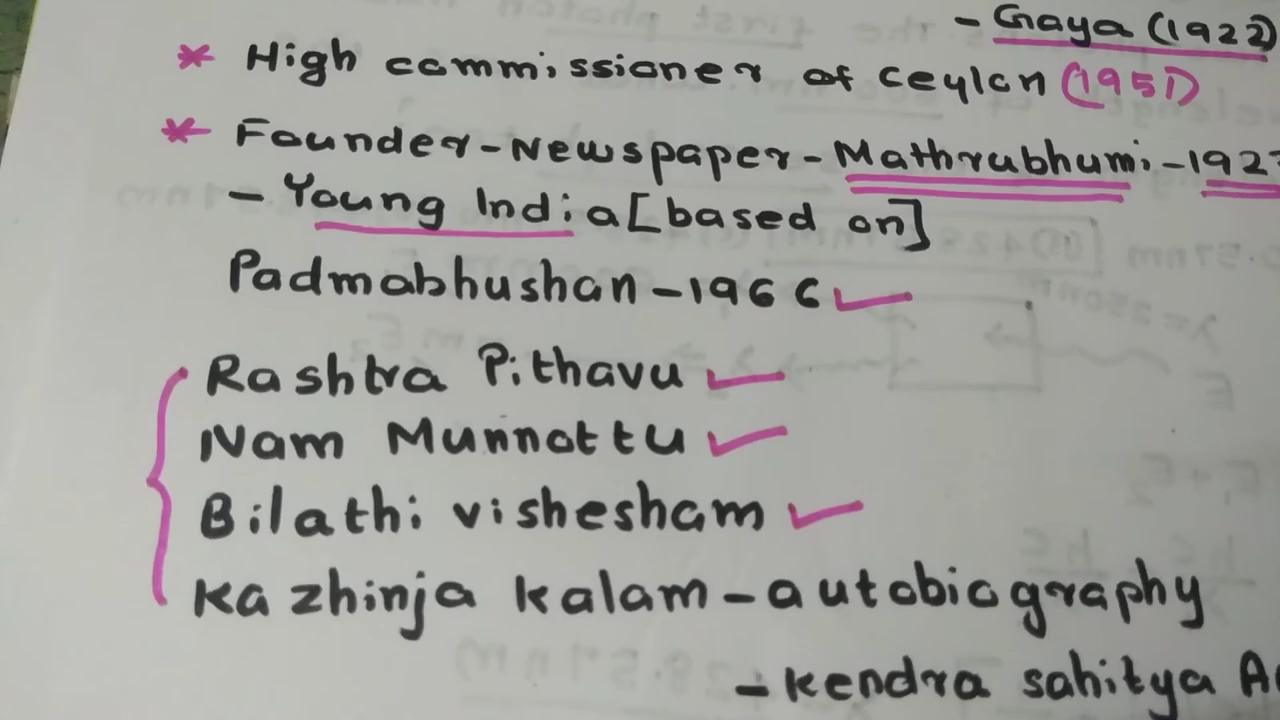 - Gaya (1922)
* High commissioner of Ceylon (1951)
* Founder-Newspaper-Mathrubhumi-192
- Young India [based on]
Padmabhushan-1966
Rashtra Pithavu
Nam Munnottu
Bilathi vishesham
Kazhinja Kalam-autobiography
-Kendra sahitya